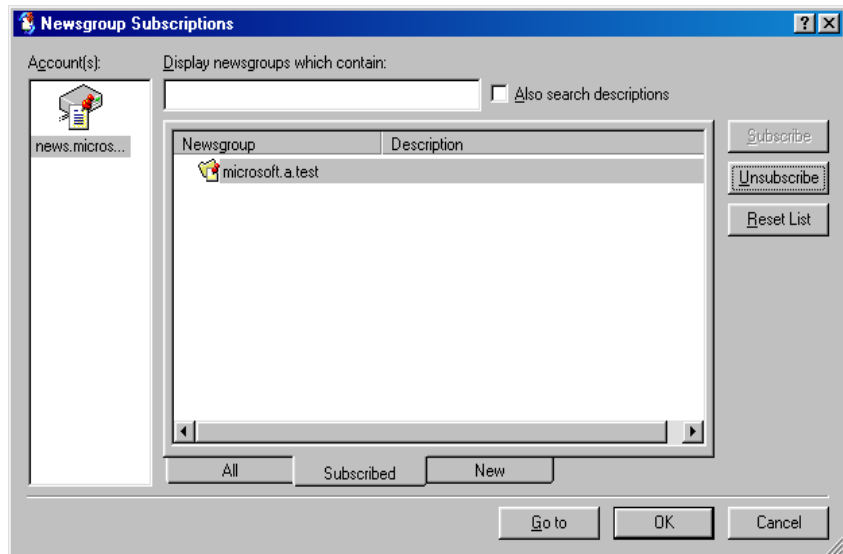 Newsgroup Subscriptions
Account(s):
Display newsgroups which contain:
Also search descriptions
news.micros...
Newsgroup Description
microsoft.a.test
Subscribe
Unsubscribe
Reset List
All Subscribed New
Go to OK Cancel